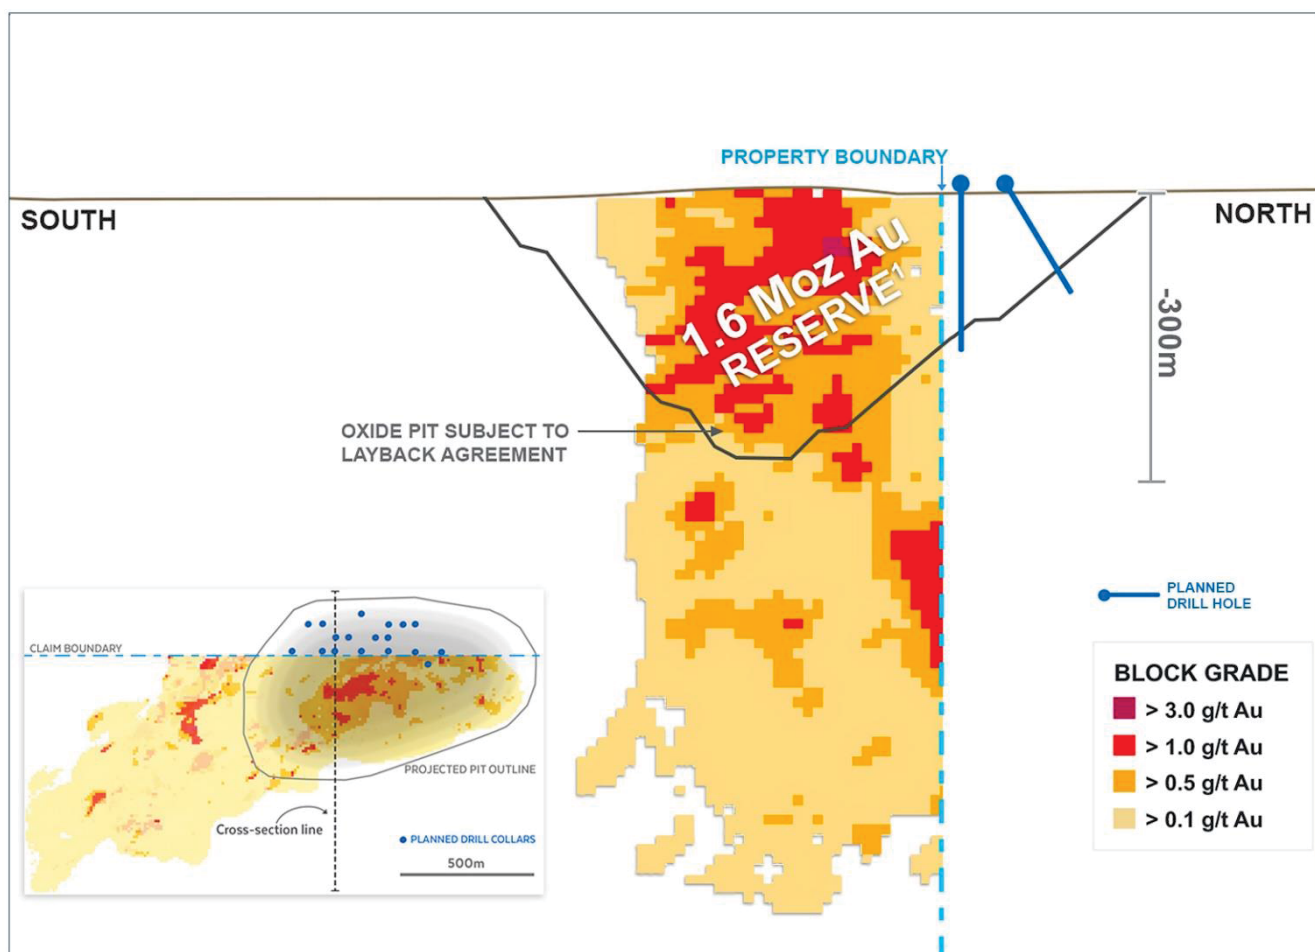 PROPERTY BOUNDARY
SOUTH
NORTH
1.6 Moz Au
RESERVE¹
-300m
OXIDE PIT SUBJECT TO
LAYBACK AGREEMENT
PLANNED
DRILL HOLE
BLOCK GRADE
> 3.0 g/t Au
> 1.0 g/t Au
> 0.5 g/t Au
> 0.1 g/t Au
CLAIM BOUNDARY
PROJECTED PIT OUTLINE
Cross-section line
PLANNED DRILL COLLARS
500m